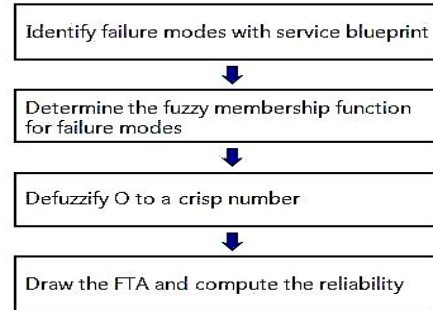 Identify failure modes with service blueprint
Determine the fuzzy membership function
for failure modes
Defuzzify O to a crisp number
Draw the FTA and compute the reliability